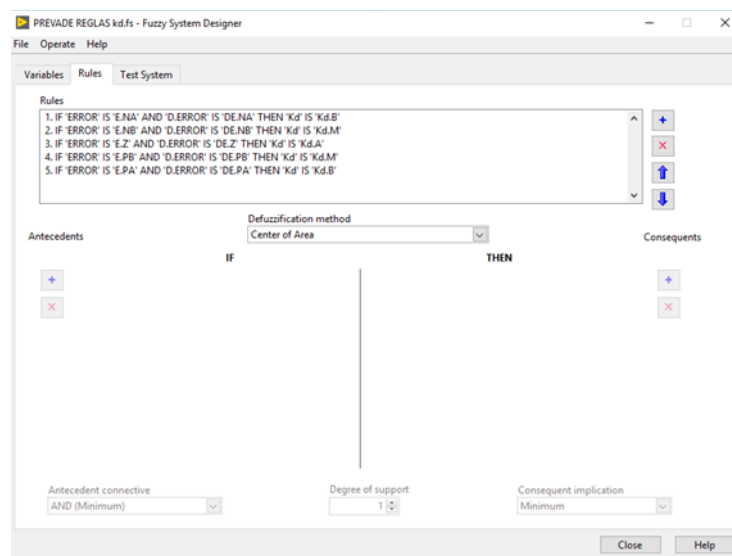 PREVADE REGLAS kd.fs - Fuzzy System Designer
File Operate Help
Variables Rules Test System
Rules
1. IF 'ERROR' IS 'E.NA' AND 'D.ERROR' IS 'DE.NA' THEN 'Kd' IS 'Kd.B'
2. IF 'ERROR' IS 'E.NB' AND 'D.ERROR' IS 'DE.NB' THEN 'Kd' IS 'Kd.M'
3. IF 'ERROR' IS 'E.Z' AND 'D.ERROR' IS 'DE.Z' THEN 'Kd' IS 'Kd.A'
4. IF 'ERROR' IS 'E.PB' AND 'D.ERROR' IS 'DE.PB' THEN 'Kd' IS 'Kd.M'
5. IF 'ERROR' IS 'E.PA' AND 'D.ERROR' IS 'DE.PA' THEN 'Kd' IS 'Kd.B'
Defuzzification method
Antecedents Center of Area Consequents
IF THEN
Antecedent connective Degree of support Consequent implication
AND (Minimum) 1 Minimum
Close Help